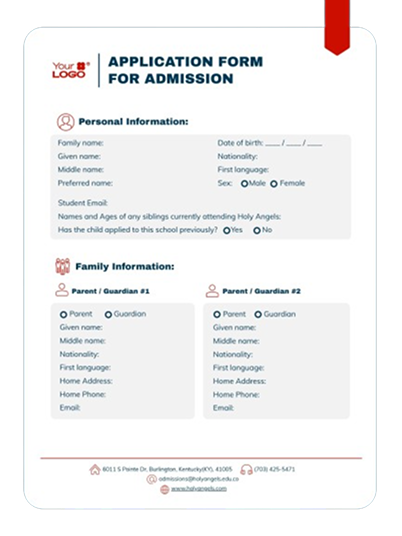 Your LOGO
APPLICATION FORM
FOR ADMISSION
Personal Information:
Family name:
Date of birth: ____ / ____ / ____
Given name:
Nationality:
Middle name:
First language:
Preferred name:
Sex: Male Female
Student Email:
Names and Ages of any siblings currently attending Holy Angels:
Has the child applied to this school previously? Yes No
Family Information:
Parent / Guardian #1
Parent Guardian
Given name:
Middle name:
Nationality:
First language:
Home Address:
Home Phone:
Email:
Parent / Guardian #2
Parent Guardian
Given name:
Middle name:
Nationality:
First language:
Home Address:
Home Phone:
Email:
6011 S Pointe Dr, Burlington, Kentucky(KY), 41005 (703) 425-5471
admissions@holyangels.edu.co
www.holyangels.com